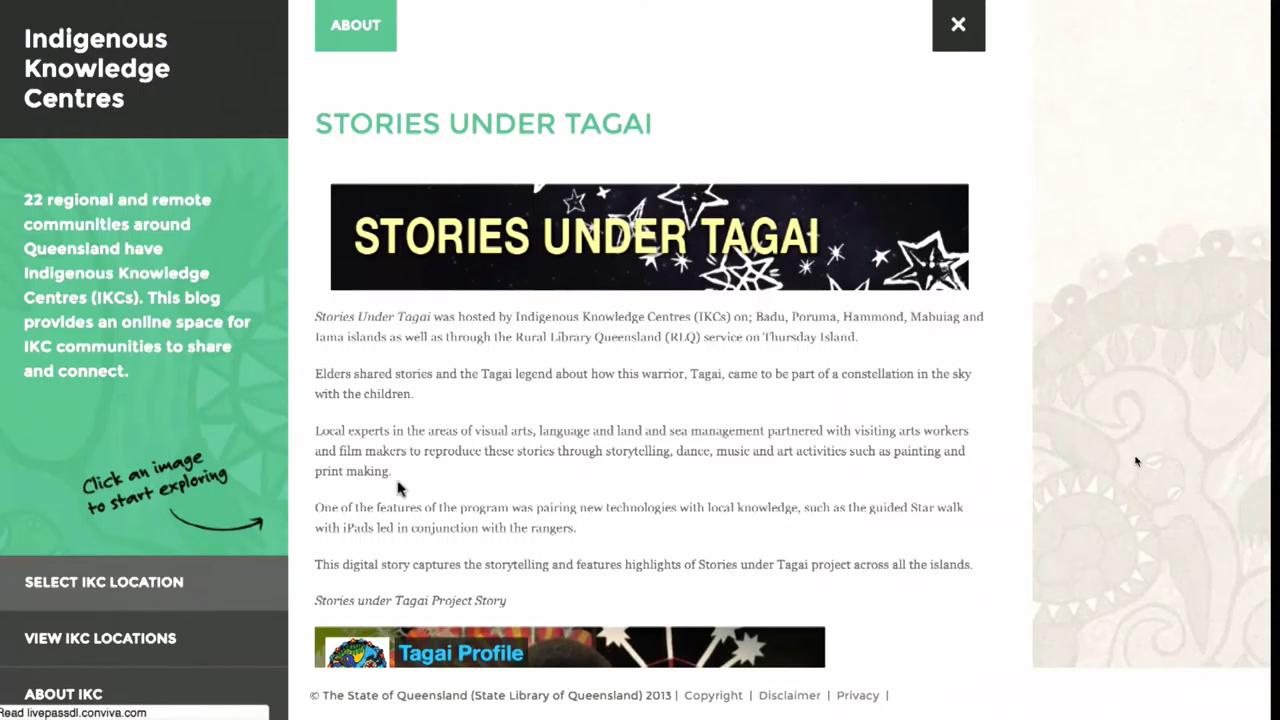 Indigenous
Knowledge
Centres
22 regional and remote
communities around
Queensland have
Indigenous Knowledge
Centres (IKCs). This blog
provides an online space for
IKC communities to share
and connect.
Click an image
to start exploring
SELECT IKC LOCATION
VIEW IKC LOCATIONS
ABOUT IKC
Read livepassdl.conviva.com
ABOUT
×
STORIES UNDER TAGAI
STORIES UNDER TAGAI
Stories Under Tagai was hosted by Indigenous Knowledge Centres (IKCs) on; Badu, Poruma, Hammond, Mabuiag and
Iama islands as well as through the Rural Library Queensland (RLQ) service on Thursday Island.
Elders shared stories and the Tagai legend about how this warrior, Tagai, came to be part of a constellation in the sky
with the children.
Local experts in the areas of visual arts, language and land and sea management partnered with visiting arts workers
and film makers to reproduce these stories through storytelling, dance, music and art activities such as painting and
print making.
One of the features of the program was pairing new technologies with local knowledge, such as the guided Star walk
with iPads led in conjunction with the rangers.
This digital story captures the storytelling and features highlights of Stories under Tagai project across all the islands.
Stories under Tagai Project Story
Tagai Profile
© The State of Queensland (State Library of Queensland) 2013 | Copyright | Disclaimer | Privacy |